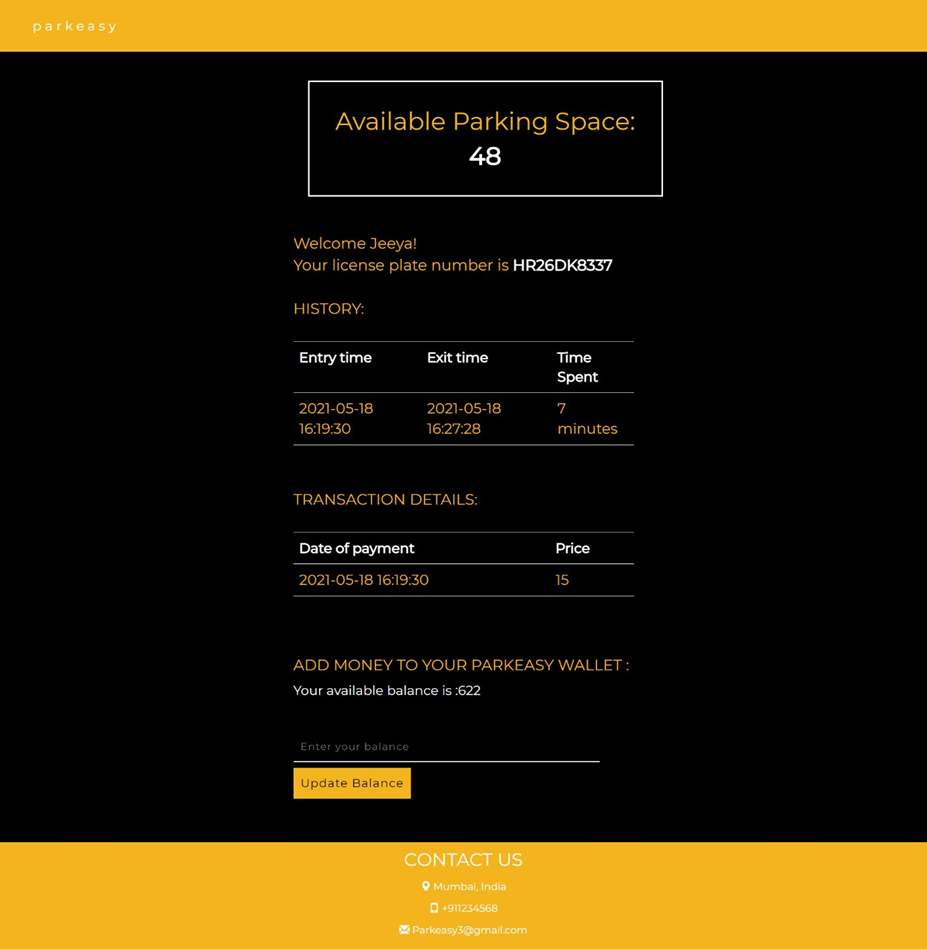 parkeasy
Available Parking Space:
48
Welcome Jeeya!
Your license plate number is HR26DK8337
HISTORY:
Entry time Exit time Time
Spent
2021-05-18 2021-05-18 7
16:19:30 16:27:28 minutes
TRANSACTION DETAILS:
Date of payment Price
2021-05-18 16:19:30 15
ADD MONEY TO YOUR PARKEASY WALLET :
Your available balance is :622
Enter your balance
Update Balance
CONTACT US
Mumbai, India
+911234568
Parkeasy3@gmail.com